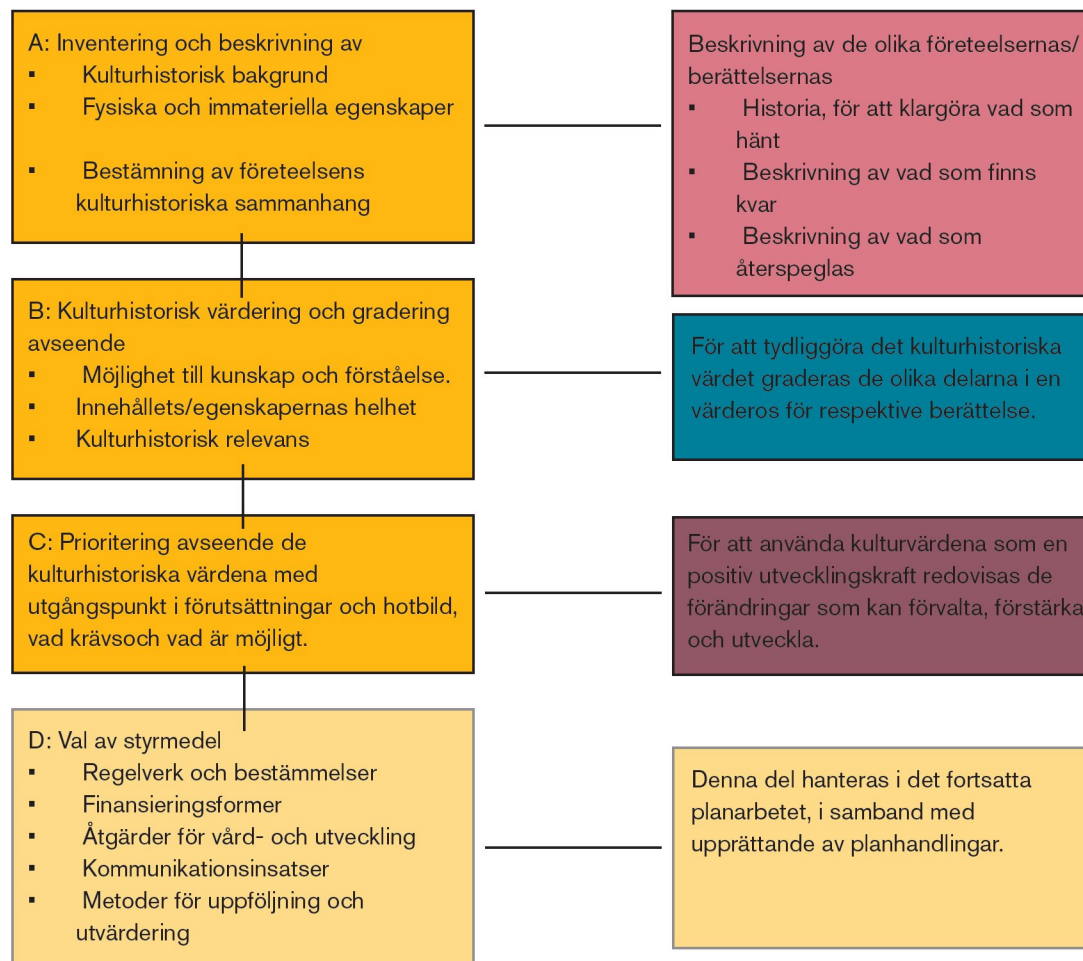 A: Inventering och beskrivning av
▪ Kulturhistorisk bakgrund
▪ Fysiska och immateriella egenskaper
▪ Bestämning av företeelsens
kulturhistoriska sammanhang
Beskrivning av de olika företeelsernas/
berättelsernas
▪ Historia, för att klargöra vad som
hänt
▪ Beskrivning av vad som finns
kvar
▪ Beskrivning av vad som
återspeglas
B: Kulturhistorisk värdering och gradering
avseende
▪ Möjlighet till kunskap och förståelse.
▪ Innehållets/egenskapernas helhet
▪ Kulturhistorisk relevans
För att tydliggöra det kulturhistoriska
värdet graderas de olika delarna i en
värderos för respektive berättelse.
C: Prioritering avseende de
kulturhistoriska värdena med
utgångspunkt i förutsättningar och hotbild,
vad krävsoch vad är möjligt.
För att använda kulturvärdena som en
positiv utvecklingskraft redovisas de
förändringar som kan förvalta, förstärka
och utveckla.
D: Val av styrmedel
▪ Regelverk och bestämmelser
▪ Finansieringsformer
▪ Åtgärder för vård- och utveckling
▪ Kommunikationsinsatser
▪ Metoder för uppföljning och
utvärdering
Denna del hanteras i det fortsatta
planarbetet, i samband med
upprättande av planhandlingar.